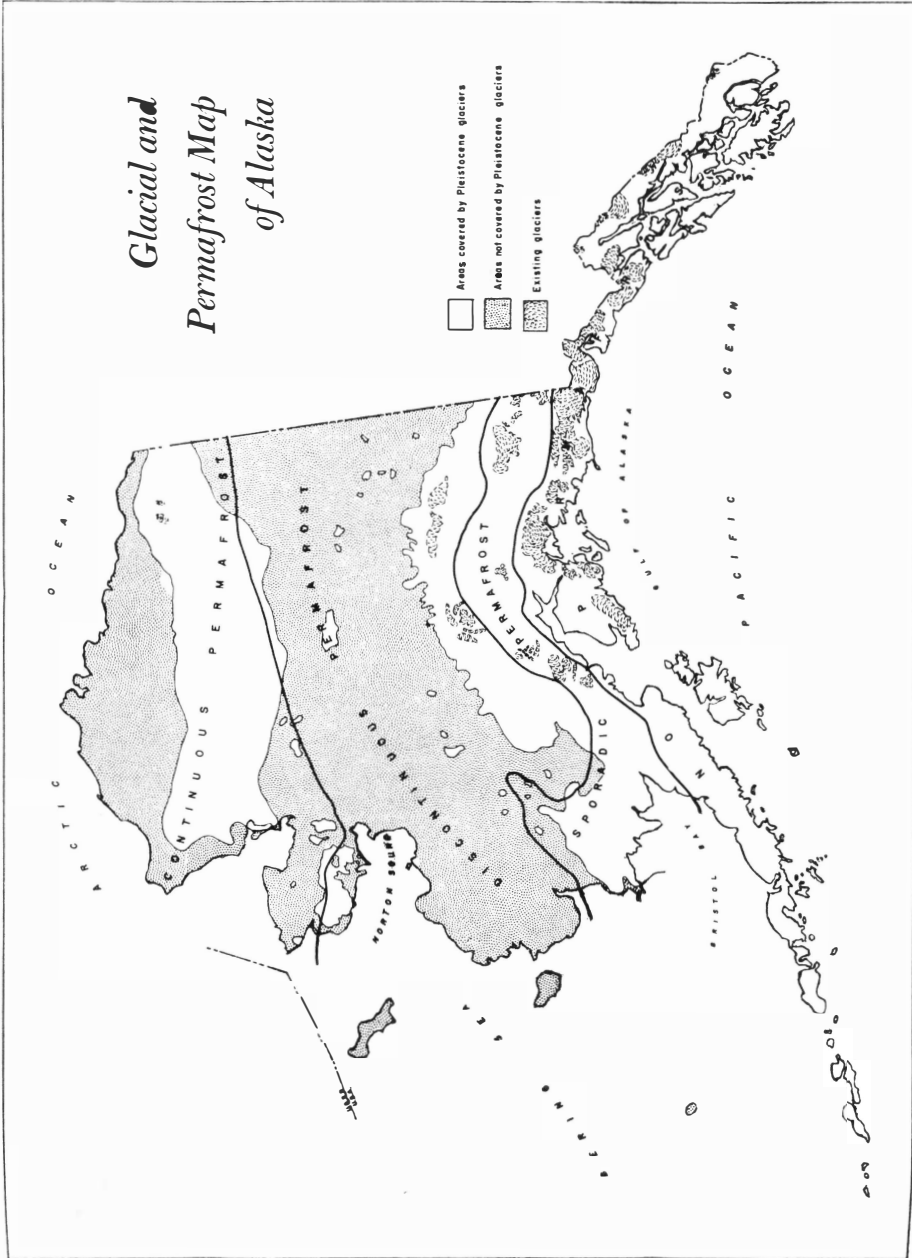 Glacial and
Permafrost Map
of Alaska
Areas covered by Pleistocene glaciers
Areas not covered by Pleistocene glaciers
Existing glaciers
ARCTIC OCEAN
CONTINUOUS PERMAFROST
DISCONTINUOUS PERMAFROST
SPORADIC PERMAFROST
NO P
NORTON SOUND
BERING SEA
BRISTOL BAY
GULF OF ALASKA
PACIFIC OCEAN